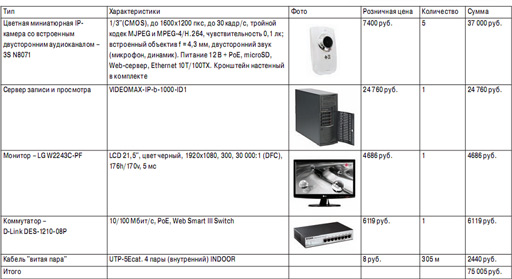 Тип Характеристики Фото Розничная цена Количество Сумма
Цветная миниатюрная IP-камера со встроенным двусторонним аудиоканалом – 3S N8071
1/3"(CMOS), до 1600x1200 пкс, до 30 кадр/с, тройной кодек MJPEG и MPEG-4/H.264, чувствительность 0,1 лк; встроенный объектив f = 4,3 мм, двусторонний звук (микрофон, динамик). Питание 12 В + PoE, microSD, Web-сервер, Ethernet 10T/100TX. Кронштейн настенный в комплекте
7400 руб. 5 37 000 руб.
Сервер записи и просмотра VIDEOMAX-IP-b-1000-ID1 24 760 руб. 1 24 760 руб.
Монитор – LG W2243C-PF
LCD 21,5", цвет черный, 1920x1080, 300, 30 000:1 (DFC), 176h/170v, 5 мс
4686 руб. 1 4686 руб.
Коммутатор –
D-Link DES-1210-08P
10/100 Мбит/с, PoE, Web Smart III Switch
6119 руб. 1 6119 руб.
Кабель "витая пара" UTP-5Ecat. 4 пары (внутренний) INDOOR 8 руб. 305 м 2440 руб.
Итого 75 005 руб.